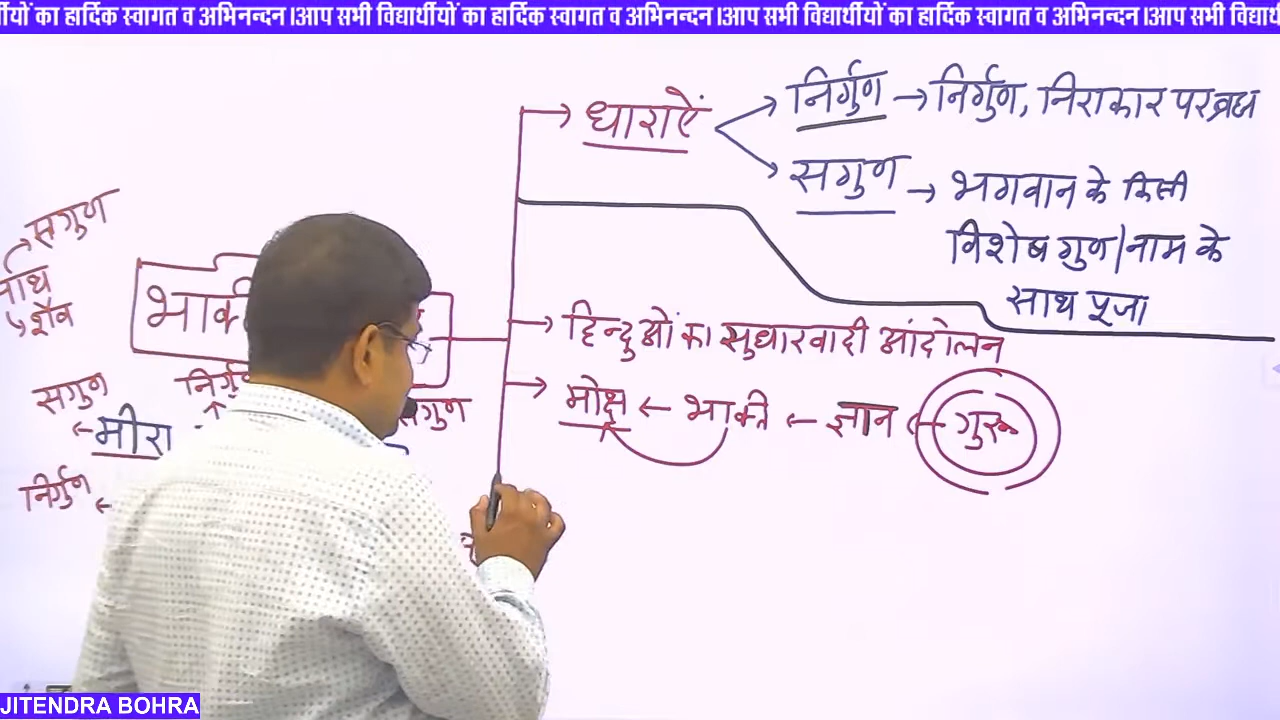 र्थीयों का हार्दिक स्वागत व अभिनन्दन।आप सभी विद्यार्थीयों का हार्दिक स्वागत व अभिनन्दन।आप सभी विद्यार्थीयों का हार्दिक स्वागत व अभिनन्दन।आप सभी विद्यार्थी
धाराऐं
निर्गुण → निर्गुण, निराकार परब्रह्म
सगुण → भगवान के किसी
विशेष गुण/नाम के
साथ पूजा
सगुण
नाथ
शैव
हिन्दुओं का सुधारवादी आंदोलन
मोक्ष ← भक्ति ← ज्ञान ← गुरू
सगुण
निर्गुण
सगुण
← मीरा
निर्गुण ←
JITENDRA BOHRA